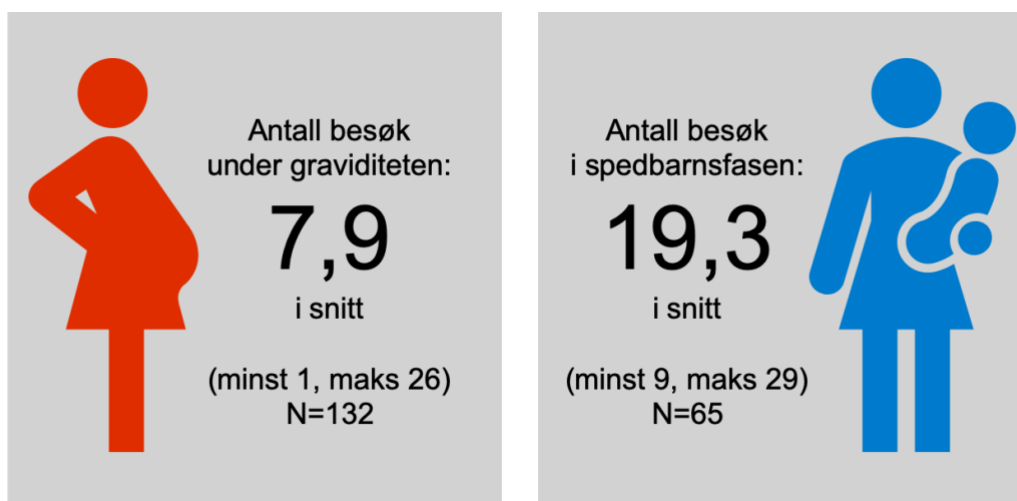 Antall besøk
under graviditeten:
7,9
i snitt
(minst 1, maks 26)
N=132
Antall besøk
i spedbarnsfasen:
19,3
i snitt
(minst 9, maks 29)
N=65